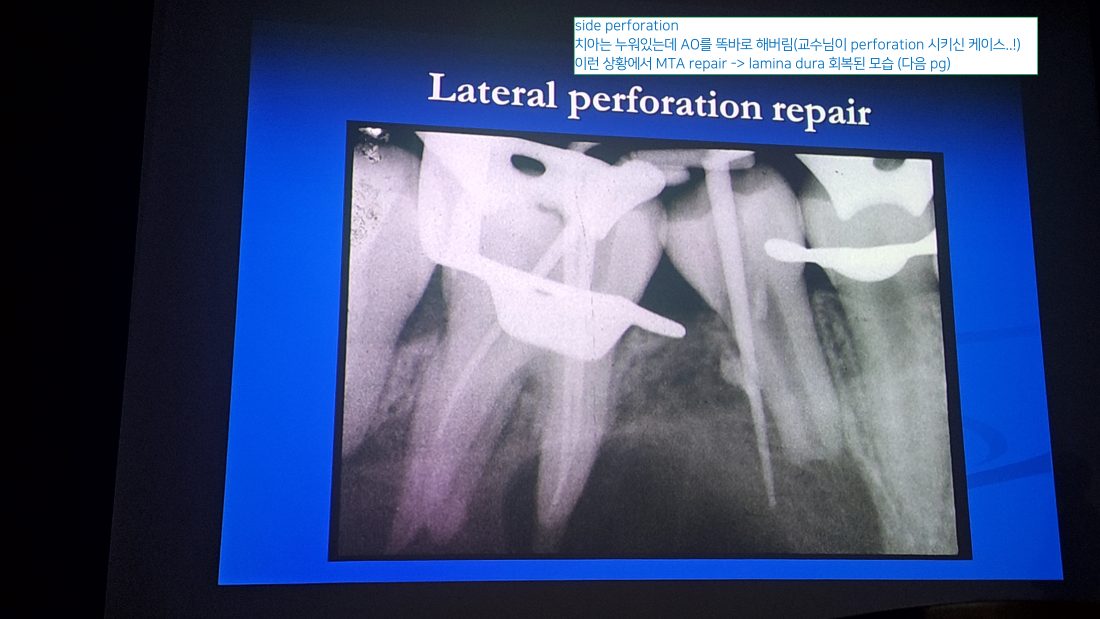 side perforation
치아는 누워있는데 AO를 똑바로 해버림(교수님이 perforation 시키신 케이스..!)
이런 상황에서 MTA repair -> lamina dura 회복된 모습 (다음 pg)
Lateral perforation repair